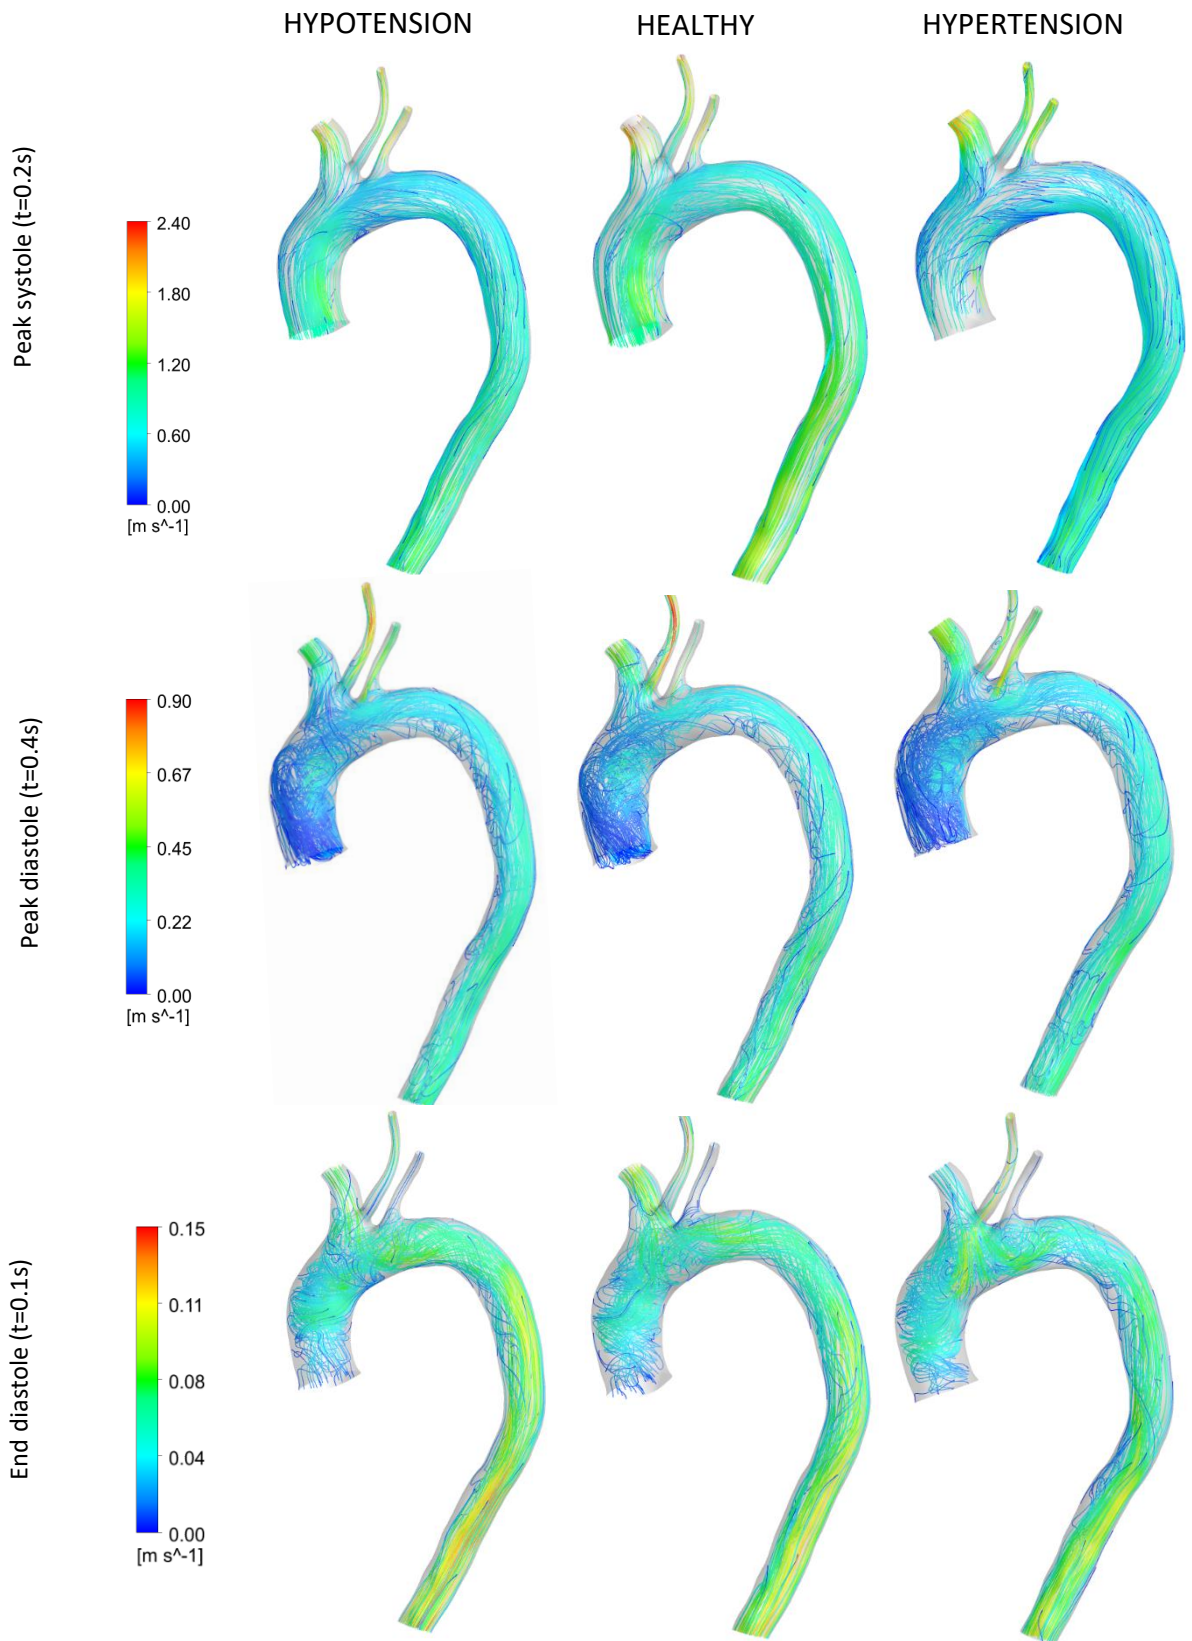 HYPOTENSION
HEALTHY
HYPERTENSION
Peak systole (t=0.2s)
2.40
1.80
1.20
0.60
0.00
[m s^-1]
Peak diastole (t=0.4s)
0.90
0.67
0.45
0.22
0.00
[m s^-1]
End diastole (t=0.1s)
0.15
0.11
0.08
0.04
0.00
[m s^-1]